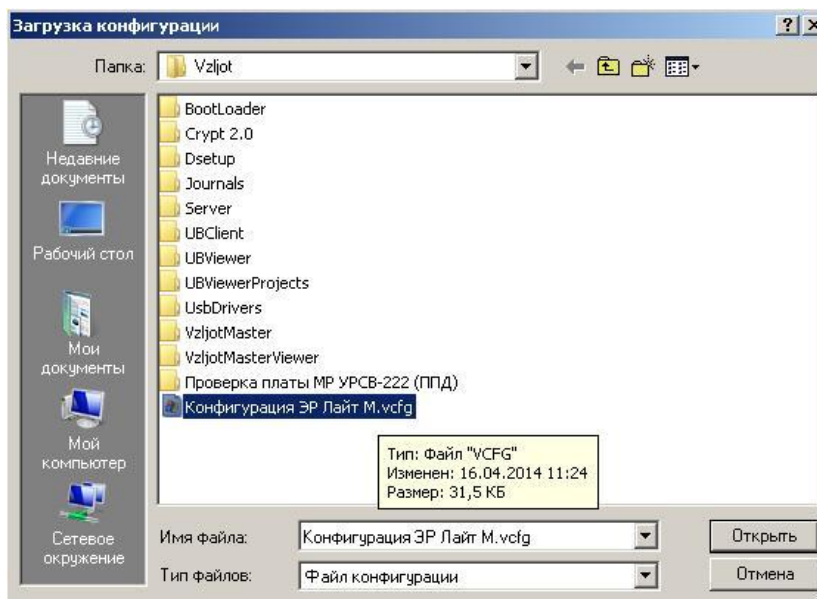 Загрузка конфигурации
Папка: Vzljot
BootLoader
Crypt 2.0
Dsetup
Journals
Server
UBClient
UBViewer
UBViewerProjects
UsbDrivers
VzljotMaster
VzljotMasterViewer
Проверка платы МР УРСВ-222 (ППД)
Конфигурация ЭР Лайт М.vcfg
Тип: Файл "VCFG"
Изменен: 16.04.2014 11:24
Размер: 31,5 КБ
Недавние
документы
Рабочий стол
Мои
документы
Мой
компьютер
Сетевое
окружение
Имя файла: Конфигурация ЭР Лайт М.vcfg Открыть
Тип файлов: Файл конфигурации Отмена